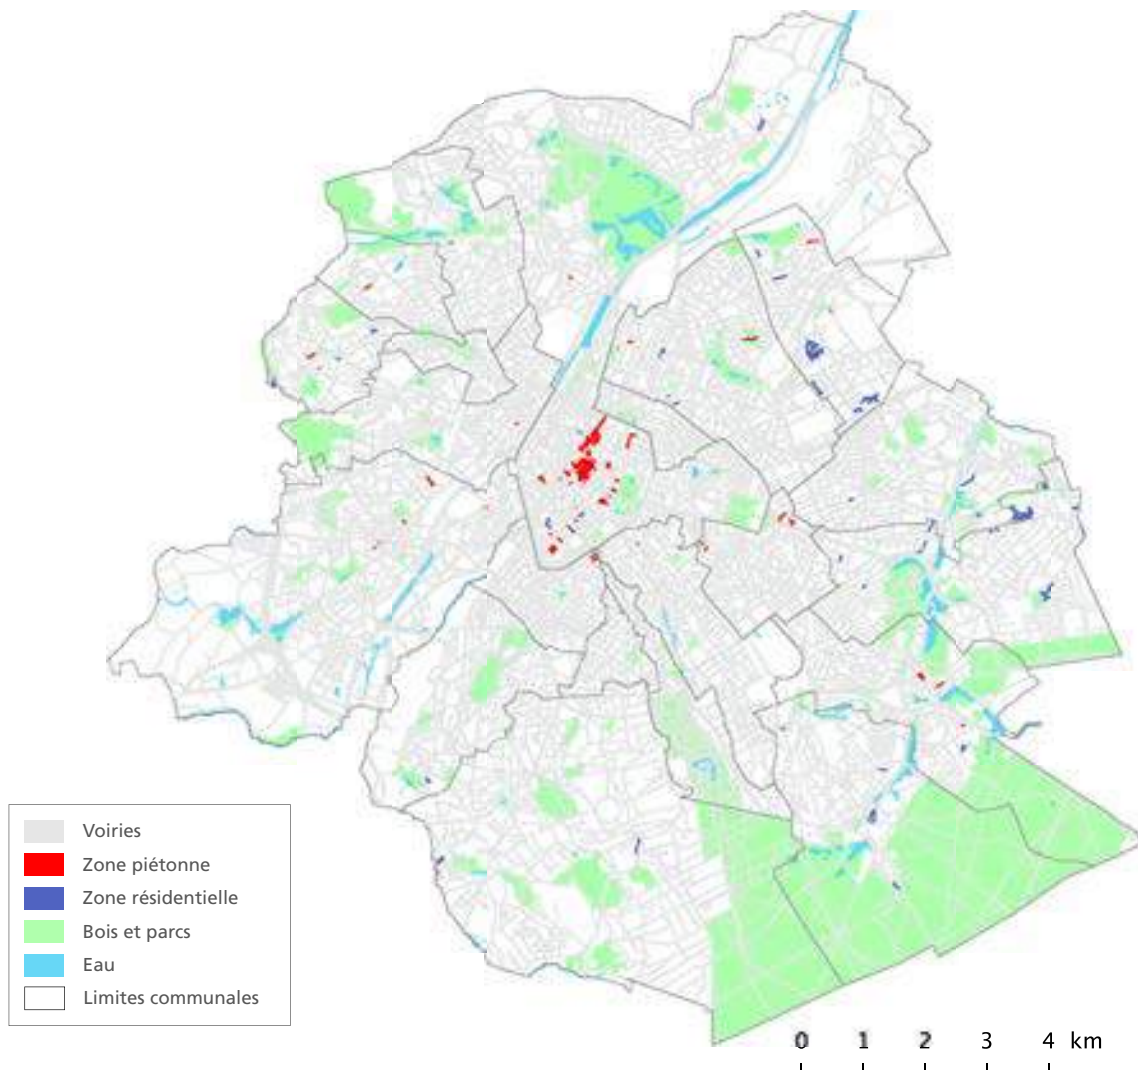 Voiries
Zone piétonne
Zone résidentielle
Bois et parcs
Eau
Limites communales
0 1 2 3 4 km